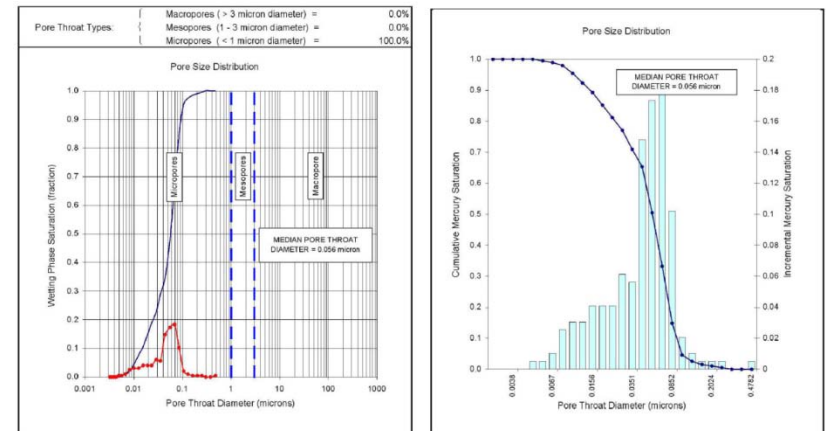 Pore Throat Types:
Macropores ( > 3 micron diameter) = 0.0%
Mesopores (1 - 3 micron diameter) = 0.0%
Micropores ( < 1 micron diameter) = 100.0%
Pore Size Distribution
Wetting Phase Saturation (fraction)
1.0
0.9
0.8
0.7
0.6
0.5
0.4
0.3
0.2
0.1
0.0
Micropores
Mesopores
Macropore
MEDIAN PORE THROAT
DIAMETER = 0.056 micron
0.001 0.01 0.1 1 10 100 1000
Pore Throat Diameter (microns)
Pore Size Distribution
Cumulative Mercury Saturation
1.0
0.9
0.8
0.7
0.6
0.5
0.4
0.3
0.2
0.1
0.0
MEDIAN PORE THROAT
DIAMETER = 0.056 micron
0.2
0.18
0.16
0.14
0.12
0.1
0.08
0.06
0.04
0.02
0
Incremental Mercury Saturation
0.0038 0.0067 0.0158 0.0351 0.0852 0.2024 0.4782
Pore Throat Diameter (microns)